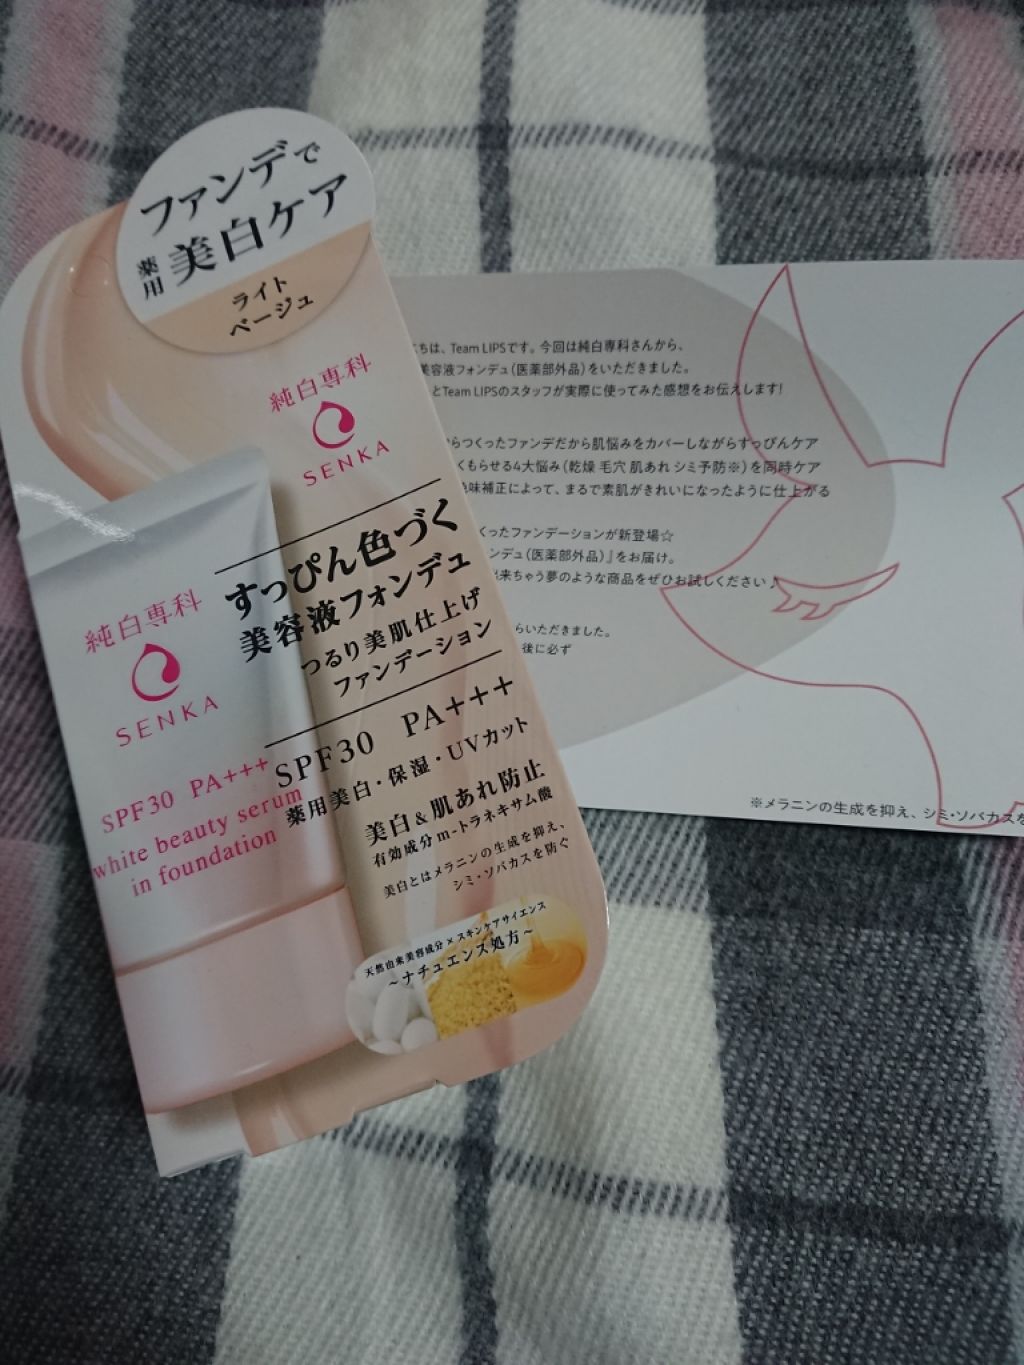 ファンデで
薬用 美白ケア
ライト
ベージュ
純白専科
SENKA
すっぴん色づく
美容液フォンデュ
つるり美肌仕上げ
ファンデーション
SPF30 PA+++
薬用美白・保湿・UVカット
美白&肌あれ防止
有効成分 m-トラネキサム酸
美白とはメラニンの生成を抑え、
シミ・ソバカスを防ぐ
天然由来美容成分×スキンケアサイエンス
~ナチュエンス処方~
純白専科
SENKA
SPF30 PA+++
white beauty serum
in foundation
ちは、Team LIPSです。今回は純白専科さんから、
美容液フォンデュ(医薬部外品)をいただきました。
とTeam LIPSのスタッフが実際に使ってみた感想をお伝えします!
らつくったファンデだから肌悩みをカバーしながらすっぴんケア
くもらせる4大悩み(乾燥 毛穴 肌あれ シミ予防※)を同時ケア
色味補正によって、まるで素肌がきれいになったように仕上がる
くったファンデーションが新登場☆
ンデュ(医薬部外品)』をお届け。
出来ちゃう夢のような商品をぜひお試しください♪
らいただきました。
後に必ず
※メラニンの生成を抑え、シミ・ソバカスを